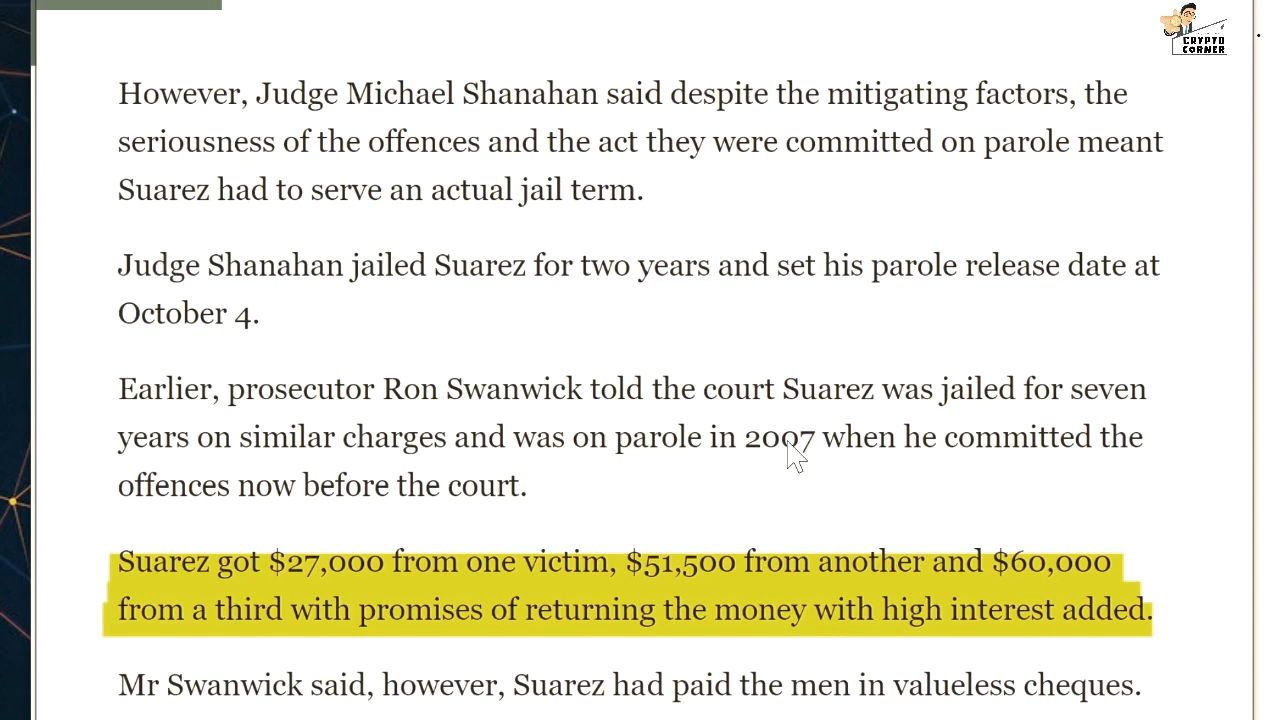 CRYPTO
CORNER
However, Judge Michael Shanahan said despite the mitigating factors, the
seriousness of the offences and the act they were committed on parole meant
Suarez had to serve an actual jail term.
Judge Shanahan jailed Suarez for two years and set his parole release date at
October 4.
Earlier, prosecutor Ron Swanwick told the court Suarez was jailed for seven
years on similar charges and was on parole in 2007 when he committed the
offences now before the court.
Suarez got $27,000 from one victim, $51,500 from another and $60,000
from a third with promises of returning the money with high interest added.
Mr Swanwick said, however, Suarez had paid the men in valueless cheques.